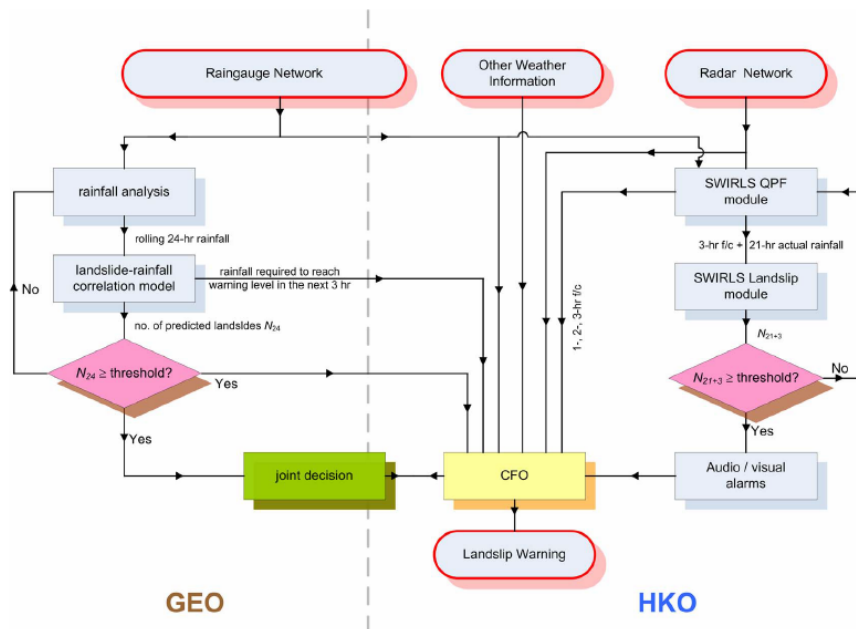 Raingauge Network
Other Weather
Information
Radar Network
rainfall analysis
SWIRLS QPF
module
rolling 24-hr rainfall
3-hr f/c + 21-hr actual rainfall
landslide-rainfall
correlation model
rainfall required to reach
warning level in the next 3 hr
SWIRLS Landslip
module
No
1-, 2-, 3-hr f/c
no. of predicted landsldes N24
N21+3
N24 ≥ threshold?
Yes
N21+3 ≥ threshold?
No
Yes
Yes
joint decision
CFO
Audio / visual
alarms
Landslip Warning
GEO
HKO